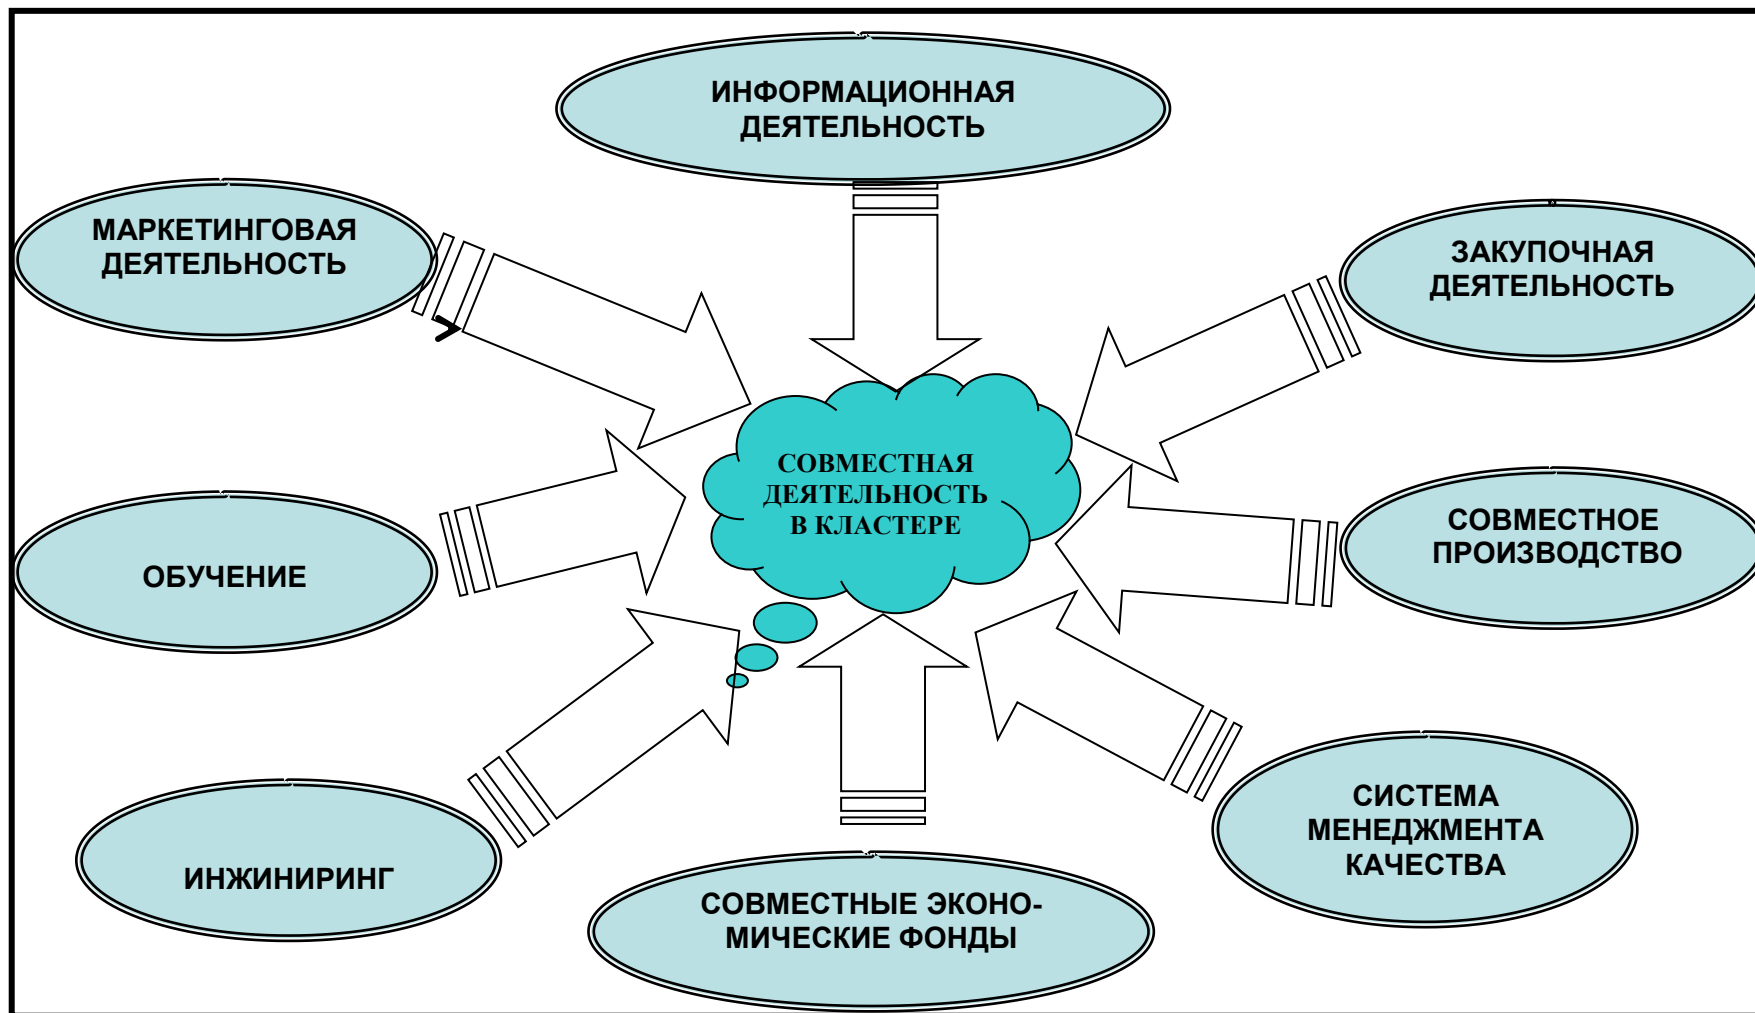 ИНФОРМАЦИОННАЯ
ДЕЯТЕЛЬНОСТЬ
МАРКЕТИНГОВАЯ
ДЕЯТЕЛЬНОСТЬ
ЗАКУПОЧНАЯ
ДЕЯТЕЛЬНОСТЬ
СОВМЕСТНАЯ
ДЕЯТЕЛЬНОСТЬ
В КЛАСТЕРЕ
ОБУЧЕНИЕ
СОВМЕСТНОЕ
ПРОИЗВОДСТВО
ИНЖИНИРИНГ
СОВМЕСТНЫЕ ЭКОНО-
МИЧЕСКИЕ ФОНДЫ
СИСТЕМА
МЕНЕДЖМЕНТА
КАЧЕСТВА